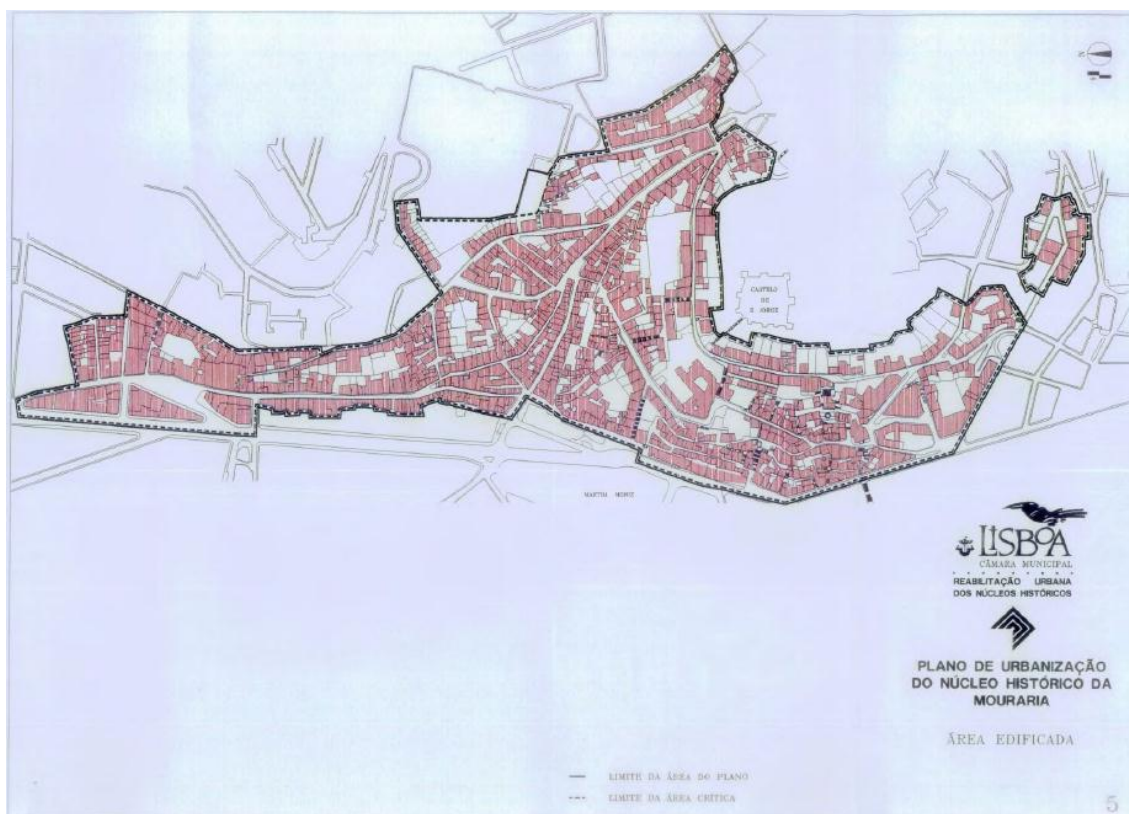 N
CASTELO
DE
S. JORGE
MARTIM MONIZ
LISBOA
CÂMARA MUNICIPAL
REABILITAÇÃO URBANA
DOS NÚCLEOS HISTÓRICOS
PLANO DE URBANIZAÇÃO
DO NÚCLEO HISTÓRICO DA
MOURARIA
ÁREA EDIFICADA
LIMITE DA ÁREA DO PLANO
LIMITE DA ÁREA CRÍTICA
5